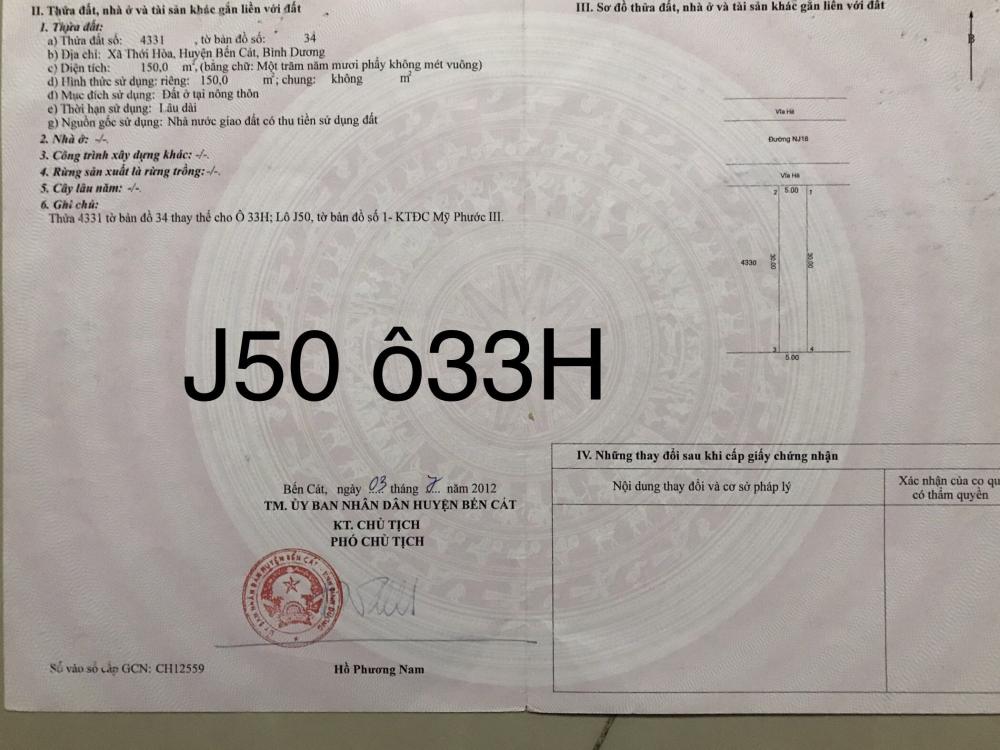 II. Thửa đất, nhà ở và tài sản khác gắn liền với đất
1. Thửa đất:
a) Thửa đất số: 4331 , tờ bản đồ số: 34
b) Địa chỉ: Xã Thới Hòa, Huyện Bến Cát, Bình Dương
c) Diện tích: 150,0 m², (bằng chữ: Một trăm năm mươi phẩy không mét vuông)
d) Hình thức sử dụng: riêng: 150,0 m²; chung: không m²
đ) Mục đích sử dụng: Đất ở tại nông thôn
e) Thời hạn sử dụng: Lâu dài
g) Nguồn gốc sử dụng: Nhà nước giao đất có thu tiền sử dụng đất
2. Nhà ở: -/-.
3. Công trình xây dựng khác: -/-.
4. Rừng sản xuất là rừng trồng: -/-.
5. Cây lâu năm: -/-.
6. Ghi chú:
Thửa 4331 tờ bản đồ 34 thay thế cho Ô 33H; Lô J50, tờ bản đồ số 1- KTĐC Mỹ Phước III.
J50 ô33H
Bến Cát, ngày 03 tháng 7 năm 2012
TM. ỦY BAN NHÂN DÂN HUYỆN BẾN CÁT
KT. CHỦ TỊCH
PHÓ CHỦ TỊCH
Hồ Phương Nam
Số vào sổ cấp GCN: CH12559
III. Sơ đồ thửa đất, nhà ở và tài sản khác gắn liền với đất
B
Vỉa Hè
Đường NJ16
Vỉa Hè
2 5.00 1
4330 30.00 30.00
3 4
5.00
IV. Những thay đổi sau khi cấp giấy chứng nhận
Nội dung thay đổi và cơ sở pháp lý
Xác nhận của cơ qu
có thẩm quyền